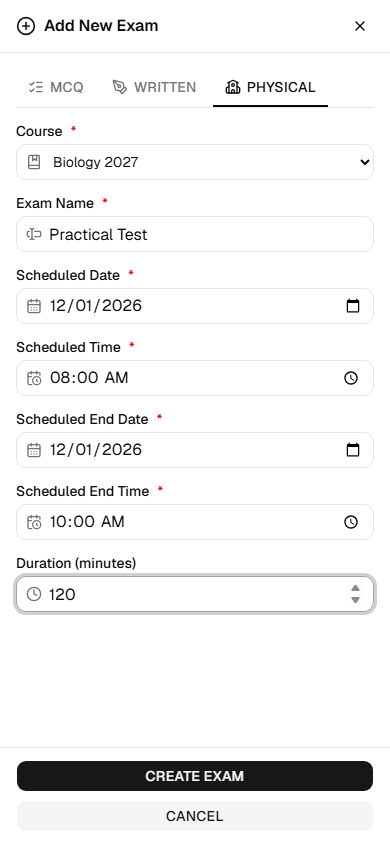 Add New Exam
MCQ WRITTEN PHYSICAL
Course *
Biology 2027
Exam Name *
Practical Test
Scheduled Date *
12/01/2026
Scheduled Time *
08:00 AM
Scheduled End Date *
12/01/2026
Scheduled End Time *
10:00 AM
Duration (minutes)
120
CREATE EXAM
CANCEL